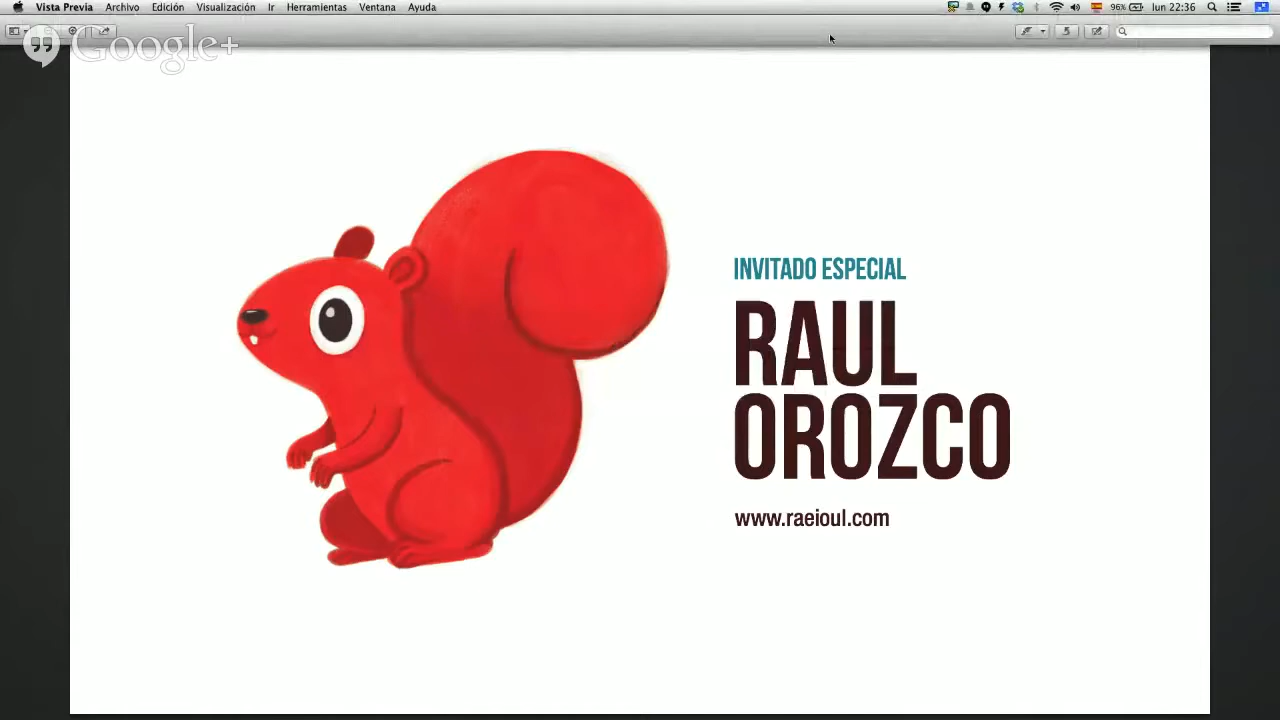 Vista Previa Archivo Edición Visualización Ir Herramientas Ventana Ayuda 96% lun 22:36
Google+
INVITADO ESPECIAL
RAUL
OROZCO
www.raeioul.com